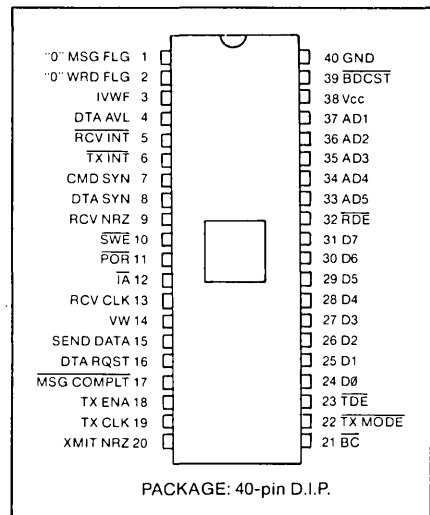 "0" MSG FLG 1
"0" WRD FLG 2
IVWF 3
DTA AVL 4
RCV INT 5
TX INT 6
CMD SYN 7
DTA SYN 8
RCV NRZ 9
SWE 10
POR 11
IA 12
RCV CLK 13
VW 14
SEND DATA 15
DTA RQST 16
MSG COMPLT 17
TX ENA 18
TX CLK 19
XMIT NRZ 20
40 GND
39 BDCST
38 Vcc
37 AD1
36 AD2
35 AD3
34 AD4
33 AD5
32 RDE
31 D7
30 D6
29 D5
28 D4
27 D3
26 D2
25 D1
24 DØ
23 TDE
22 TX MODE
21 BC
PACKAGE: 40-pin D.I.P.